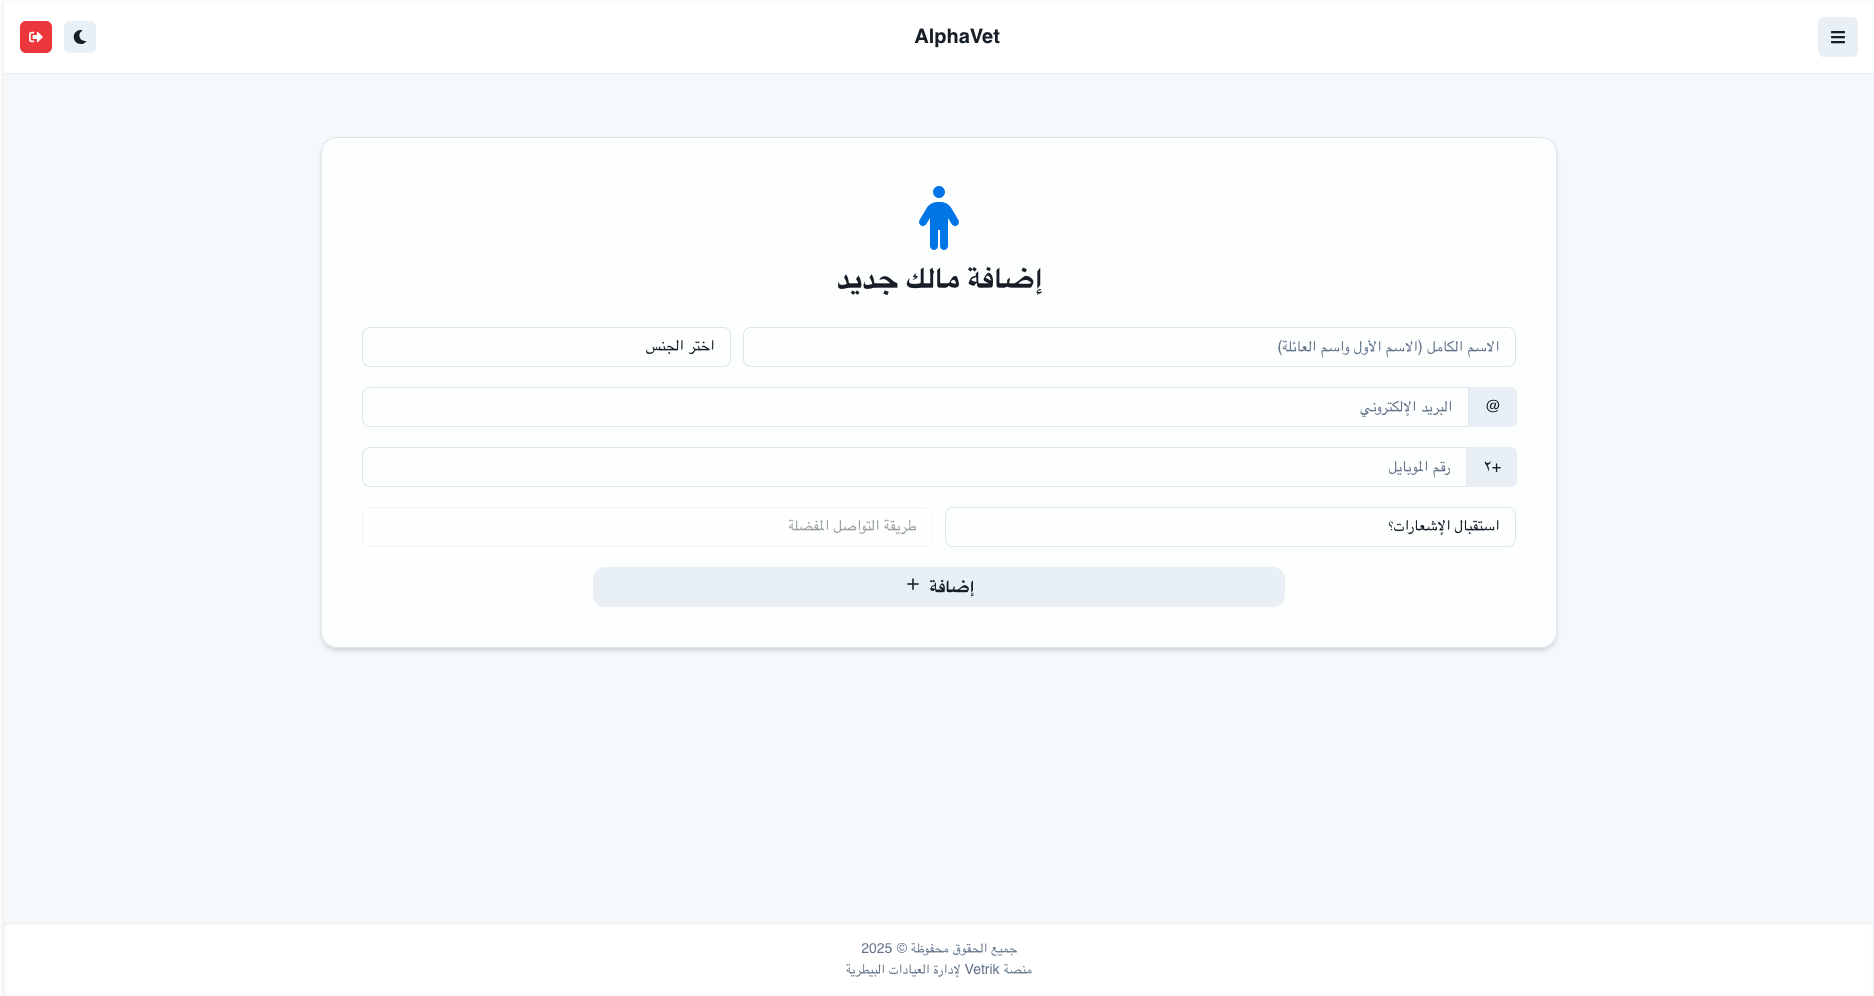 AlphaVet
إضافة مالك جديد
الاسم الكامل (الاسم الأول واسم العائلة)
اختر الجنس
@
البريد الإلكتروني
+٢
رقم الموبايل
استقبال الإشعارات؟
طريقة التواصل المفضلة
إضافة +
جميع الحقوق محفوظة © 2025
منصة Vetrik لإدارة العيادات البيطرية